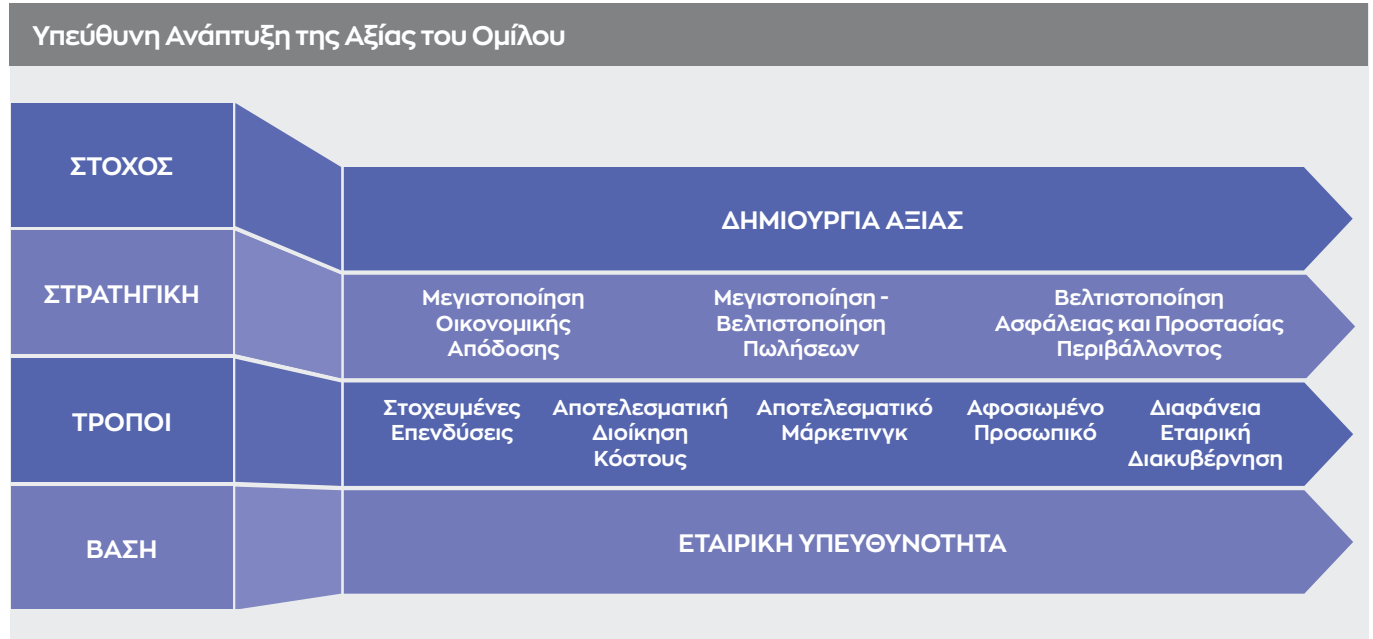 Υπεύθυνη Ανάπτυξη της Αξίας του Ομίλου
ΣΤΟΧΟΣ
ΔΗΜΙΟΥΡΓΙΑ ΑΞΙΑΣ
ΣΤΡΑΤΗΓΙΚΗ
Μεγιστοποίηση
Οικονομικής
Απόδοσης
Μεγιστοποίηση -
Βελτιστοποίηση
Πωλήσεων
Βελτιστοποίηση
Ασφάλειας και Προστασίας
Περιβάλλοντος
ΤΡΟΠΟΙ
Στοχευμένες
Επενδύσεις
Αποτελεσματική
Διοίκηση
Κόστους
Αποτελεσματικό
Μάρκετινγκ
Αφοσιωμένο
Προσωπικό
Διαφάνεια
Εταιρική
Διακυβέρνηση
ΒΑΣΗ
ΕΤΑΙΡΙΚΗ ΥΠΕΥΘΥΝΟΤΗΤΑ